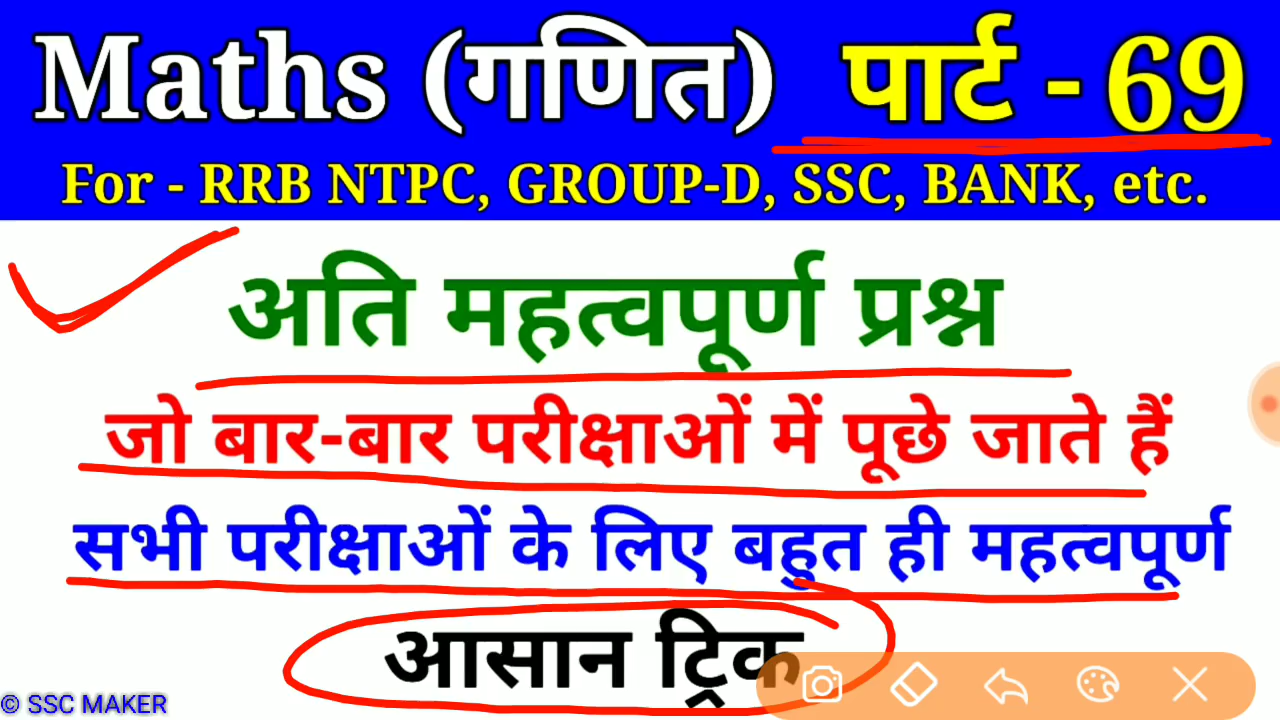 Maths (गणित) पार्ट - 69
For - RRB NTPC, GROUP-D, SSC, BANK, etc.
अति महत्वपूर्ण प्रश्न
जो बार-बार परीक्षाओं में पूछे जाते हैं
सभी परीक्षाओं के लिए बहुत ही महत्वपूर्ण
आसान ट्रिक
© SSC MAKER